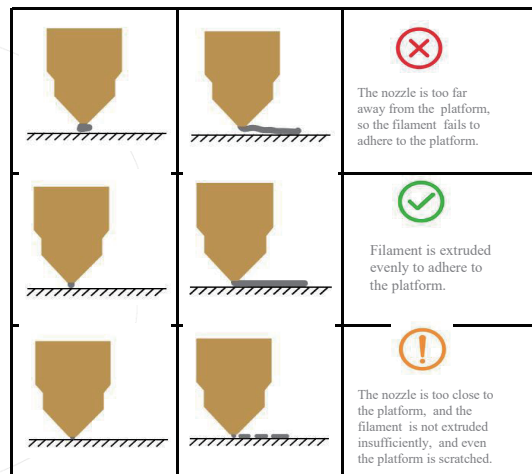 The nozzle is too far
away from the platform,
so the filament fails to
adhere to the platform.
Filament is extruded
evenly to adhere to
the platform.
The nozzle is too close to
the platform, and the
filament is not extruded
insufficiently, and even
the platform is scratched.